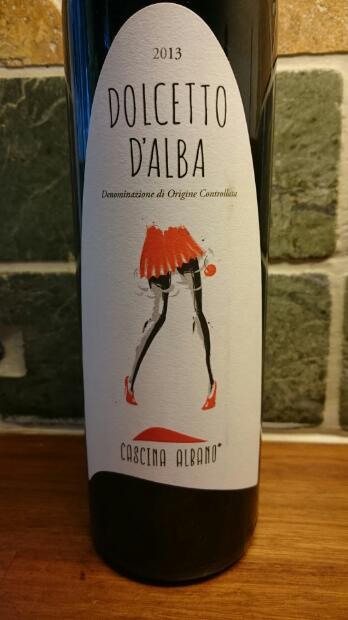 2013
DOLCETTO
D'ALBA
Denominazione di Origine Controllata
CASCINA ALBANO*